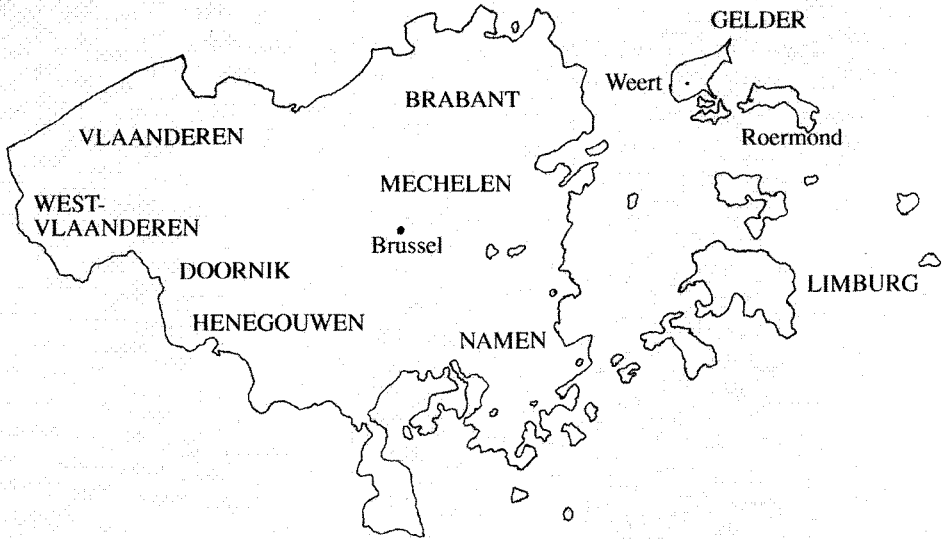 GELDER
Weert
BRABANT
VLAANDEREN
Roermond
MECHELEN
WEST-
VLAANDEREN
Brussel
DOORNIK
LIMBURG
HENEGOUWEN
NAMEN